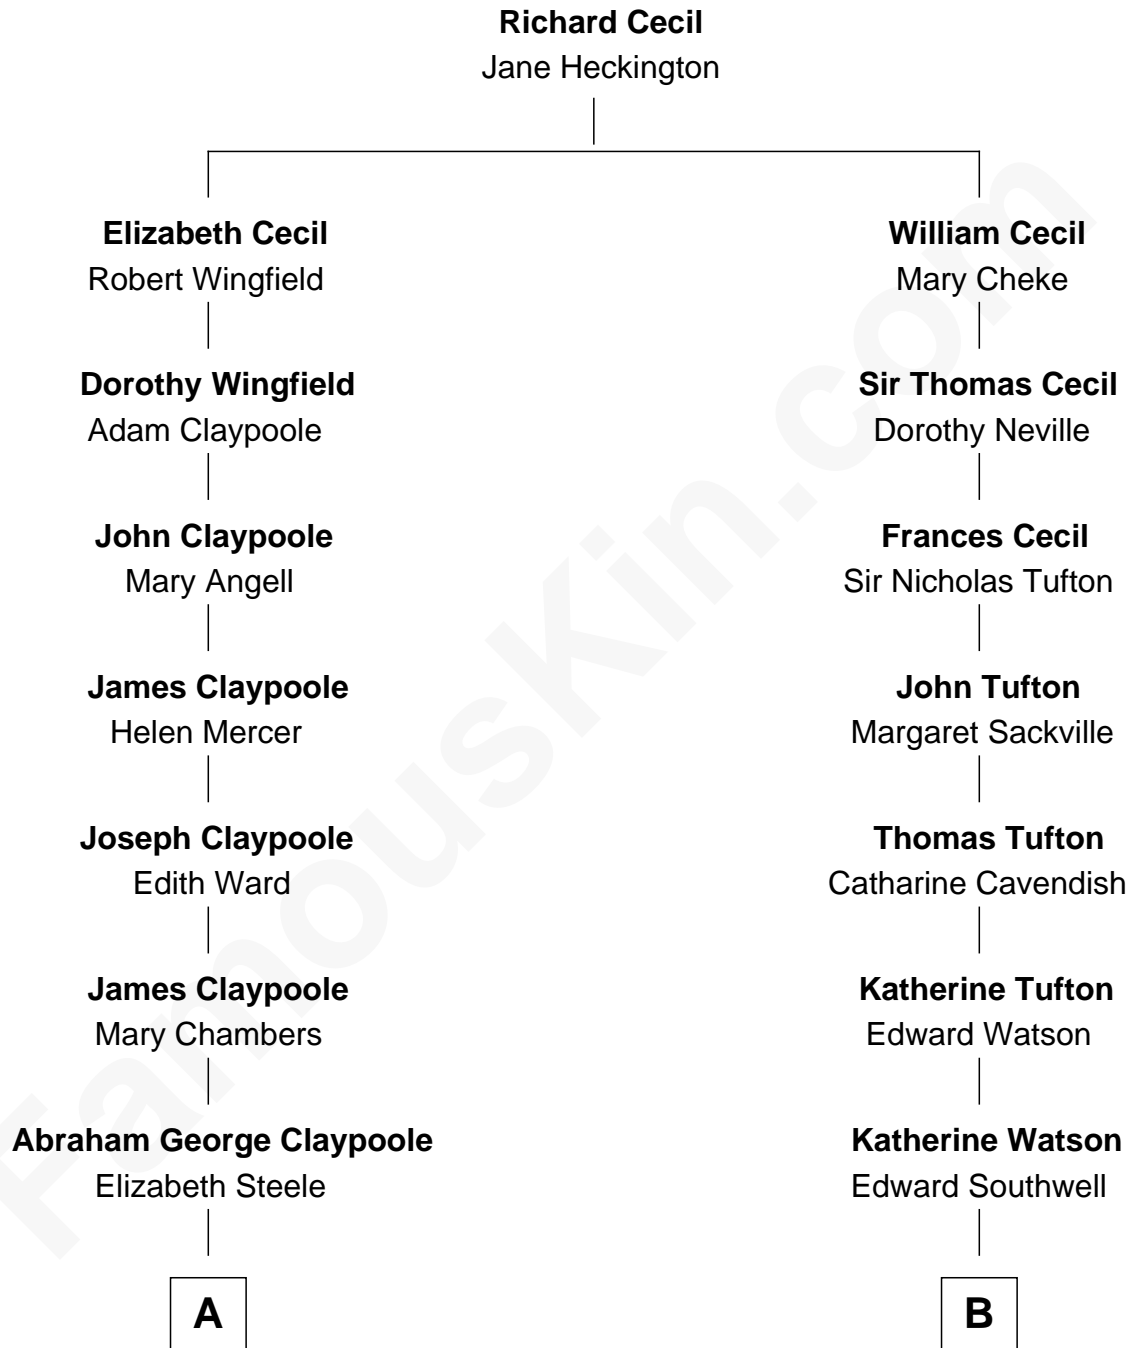 Richard Cecil
Jane Heckington
Elizabeth Cecil
Robert Wingfield
William Cecil
Mary Cheke
Dorothy Wingfield
Adam Claypoole
Sir Thomas Cecil
Dorothy Neville
John Claypoole
Mary Angell
Frances Cecil
Sir Nicholas Tufton
James Claypoole
Helen Mercer
John Tufton
Margaret Sackville
Joseph Claypoole
Edith Ward
Thomas Tufton
Catharine Cavendish
James Claypoole
Mary Chambers
Katherine Tufton
Edward Watson
Abraham George Claypoole
Elizabeth Steele
Katherine Watson
Edward Southwell
A
B
FamousKin.com